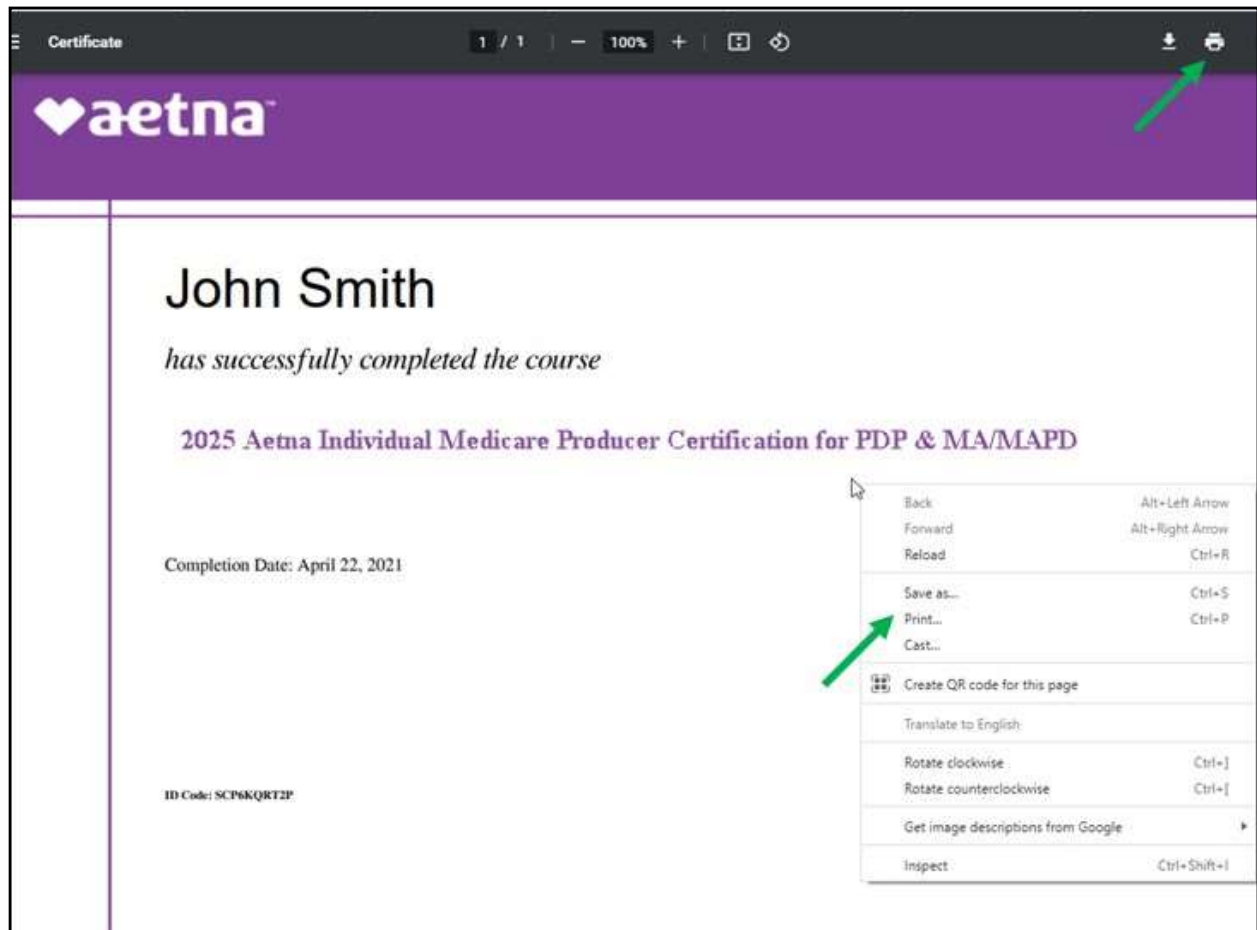 Certificate 1 / 1 | − 100% + |
aetna™
John Smith
has successfully completed the course
2025 Aetna Individual Medicare Producer Certification for PDP & MA/MAPD
Completion Date: April 22, 2021
ID Code: SCP6KQRT2P
Back Alt+Left Arrow
Forward Alt+Right Arrow
Reload Ctrl+R
Save as... Ctrl+S
Print... Ctrl+P
Cast...
Create QR code for this page
Translate to English
Rotate clockwise Ctrl+]
Rotate counterclockwise Ctrl+[
Get image descriptions from Google
Inspect Ctrl+Shift+I